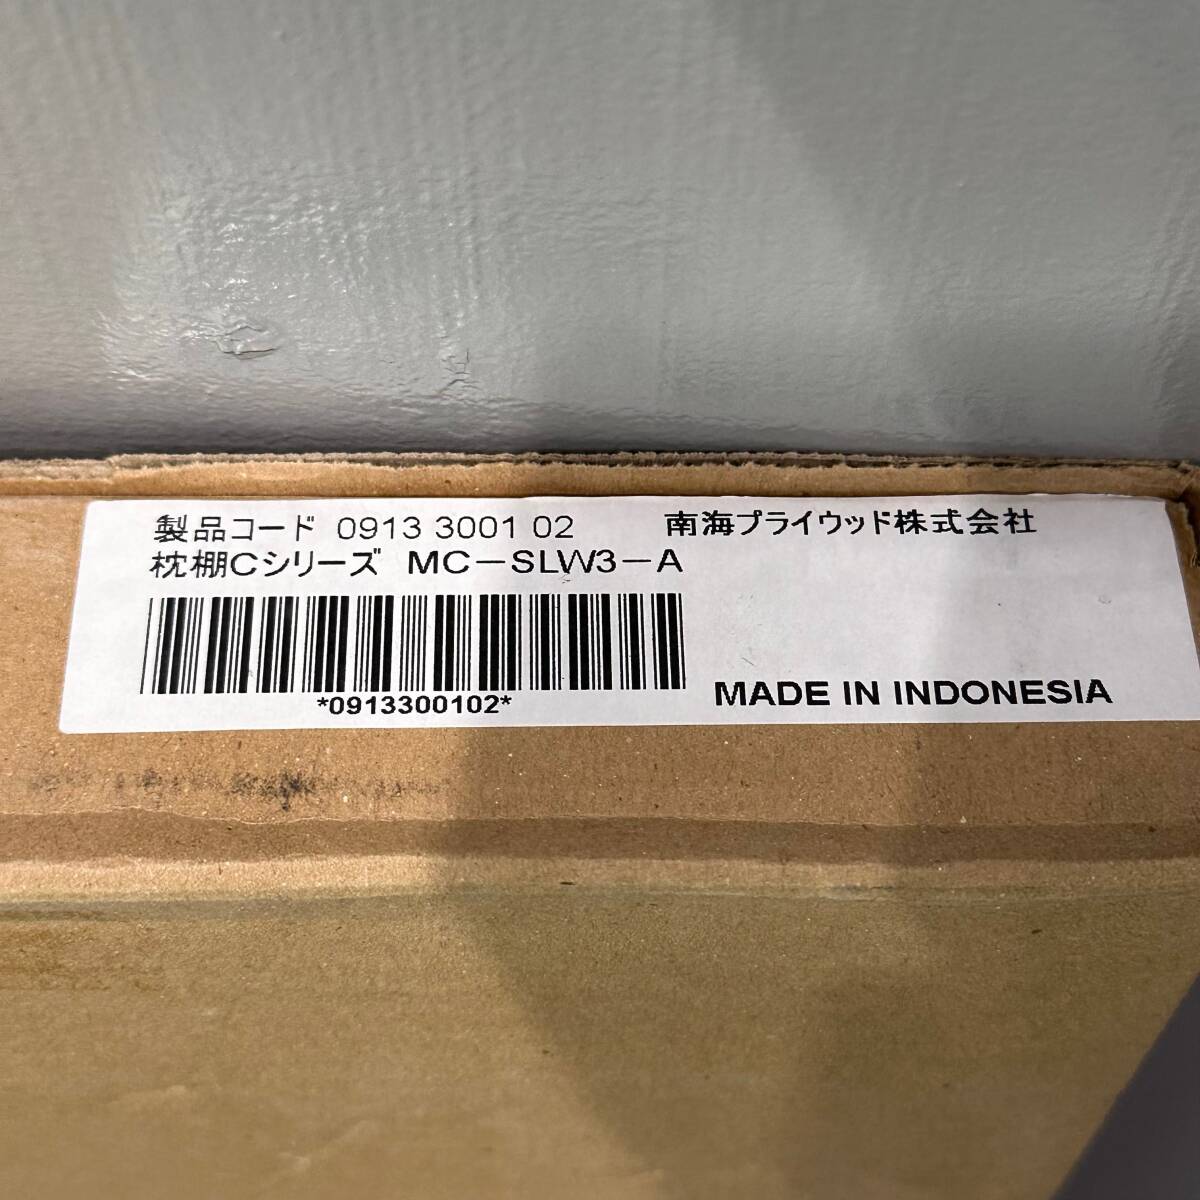 製品コード 0913 3001 02 南海プライウッド株式会社
枕棚Cシリーズ MC－SLW3－A
*0913300102*
MADE IN INDONESIA